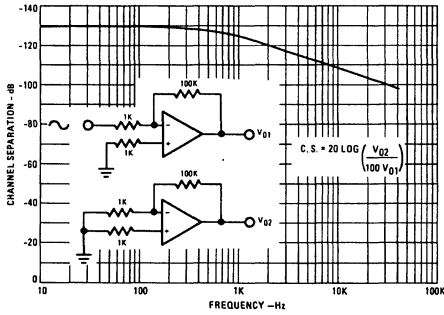 -140
-120
-100
-80
-60
-40
-20
0
CHANNEL SEPARATION - dB
100K
1K
1K
V01
C.S. = 20 LOG (V02 / 100 V01)
100K
1K
1K
V02
10 100 1K 10K 100K
FREQUENCY -Hz